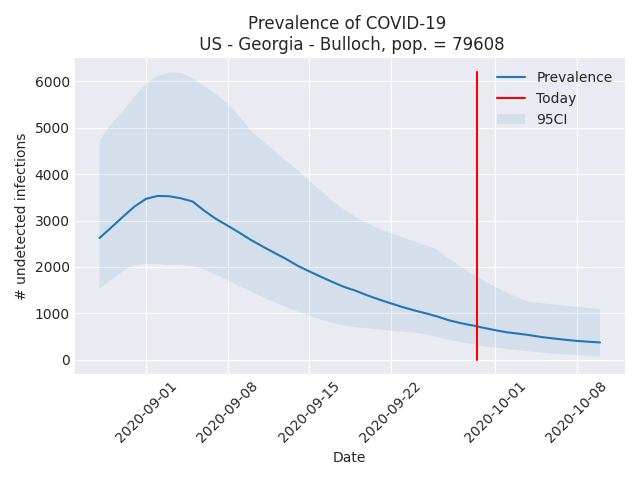 Prevalence of COVID-19
US - Georgia - Bulloch, pop. = 79608
# undetected infections
6000
5000
4000
3000
2000
1000
0
Prevalence
Today
95CI
2020-09-01
2020-09-08
2020-09-15
2020-09-22
2020-10-01
2020-10-08
Date